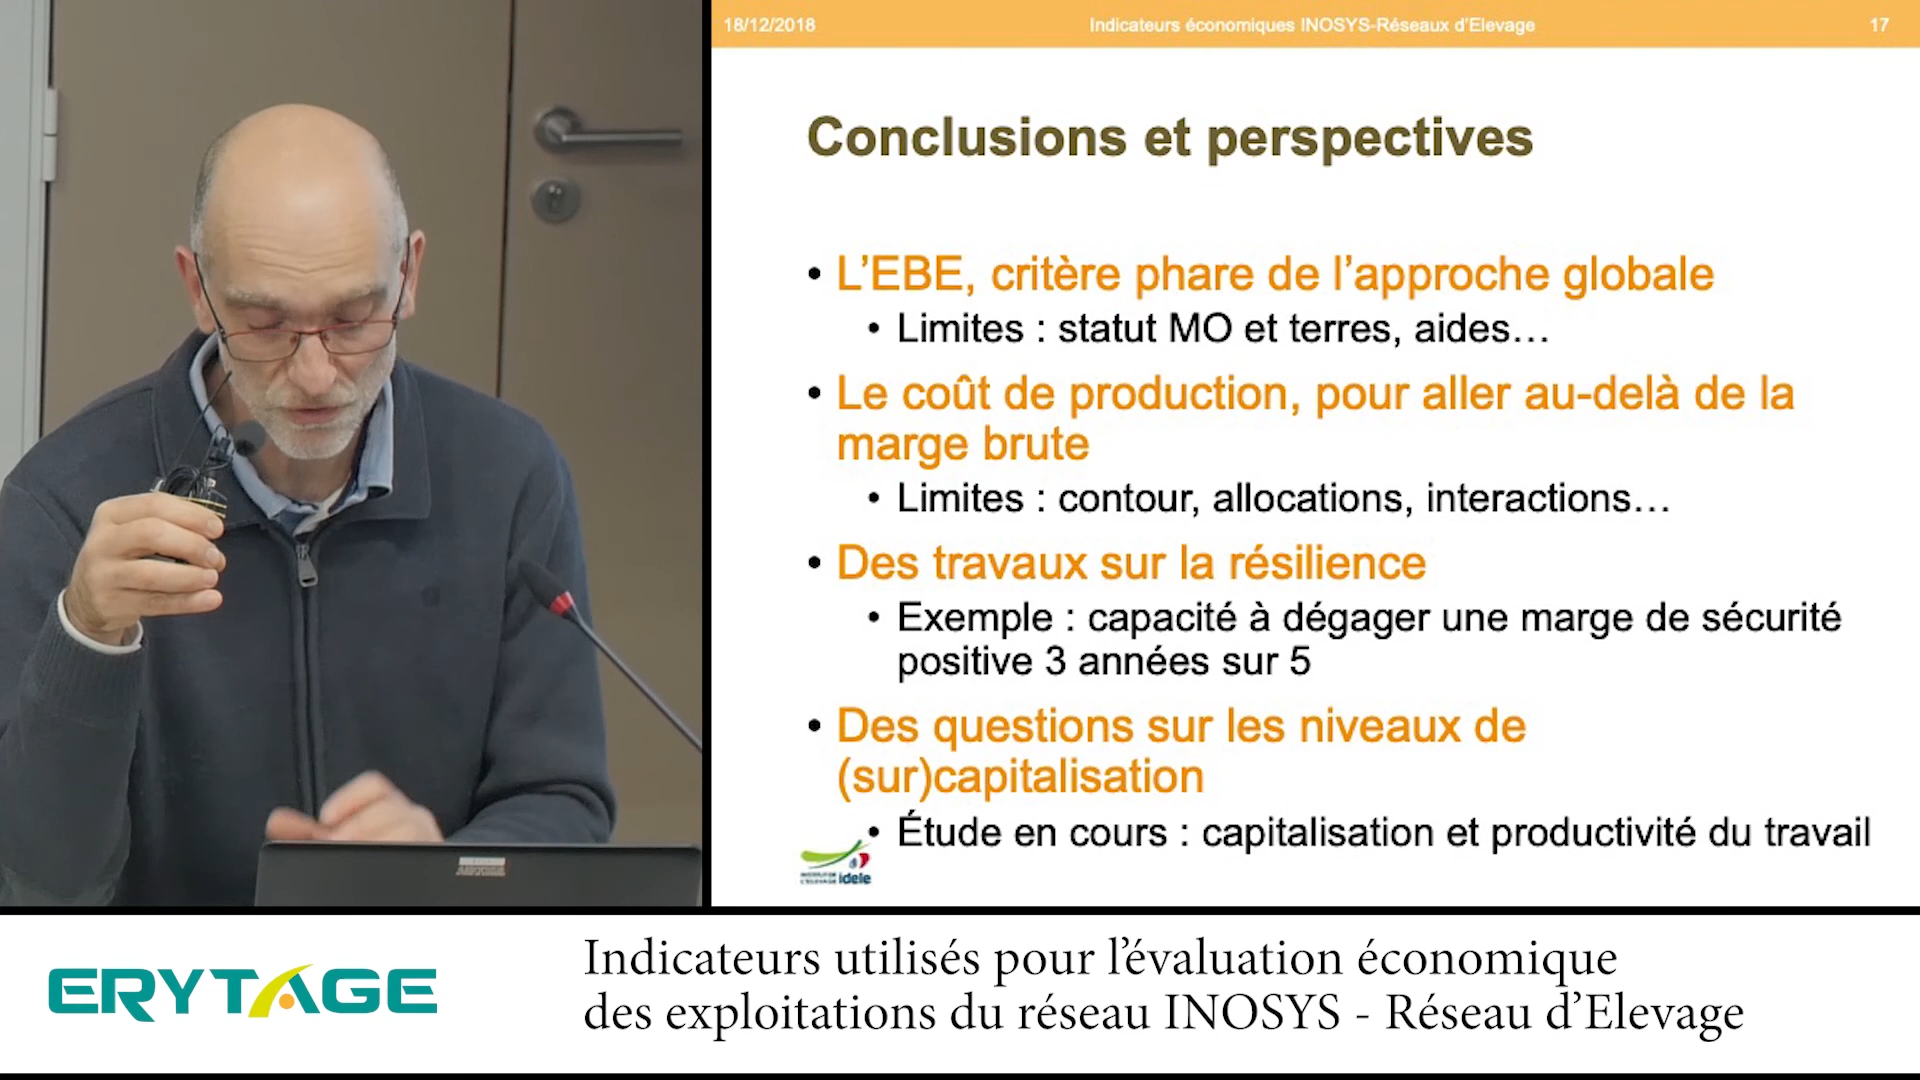 18/12/2018
Indicateurs économiques INOSYS-Réseaux d'Elevage
17
Conclusions et perspectives
• L'EBE, critère phare de l'approche globale
• Limites : statut MO et terres, aides…
• Le coût de production, pour aller au-delà de la
marge brute
• Limites : contour, allocations, interactions…
• Des travaux sur la résilience
• Exemple : capacité à dégager une marge de sécurité
positive 3 années sur 5
• Des questions sur les niveaux de
(sur)capitalisation
• Étude en cours : capitalisation et productivité du travail
INSTITUT DE
L'ELEVAGE idele
ERYTAGE
Indicateurs utilisés pour l'évaluation économique
des exploitations du réseau INOSYS - Réseau d'Elevage